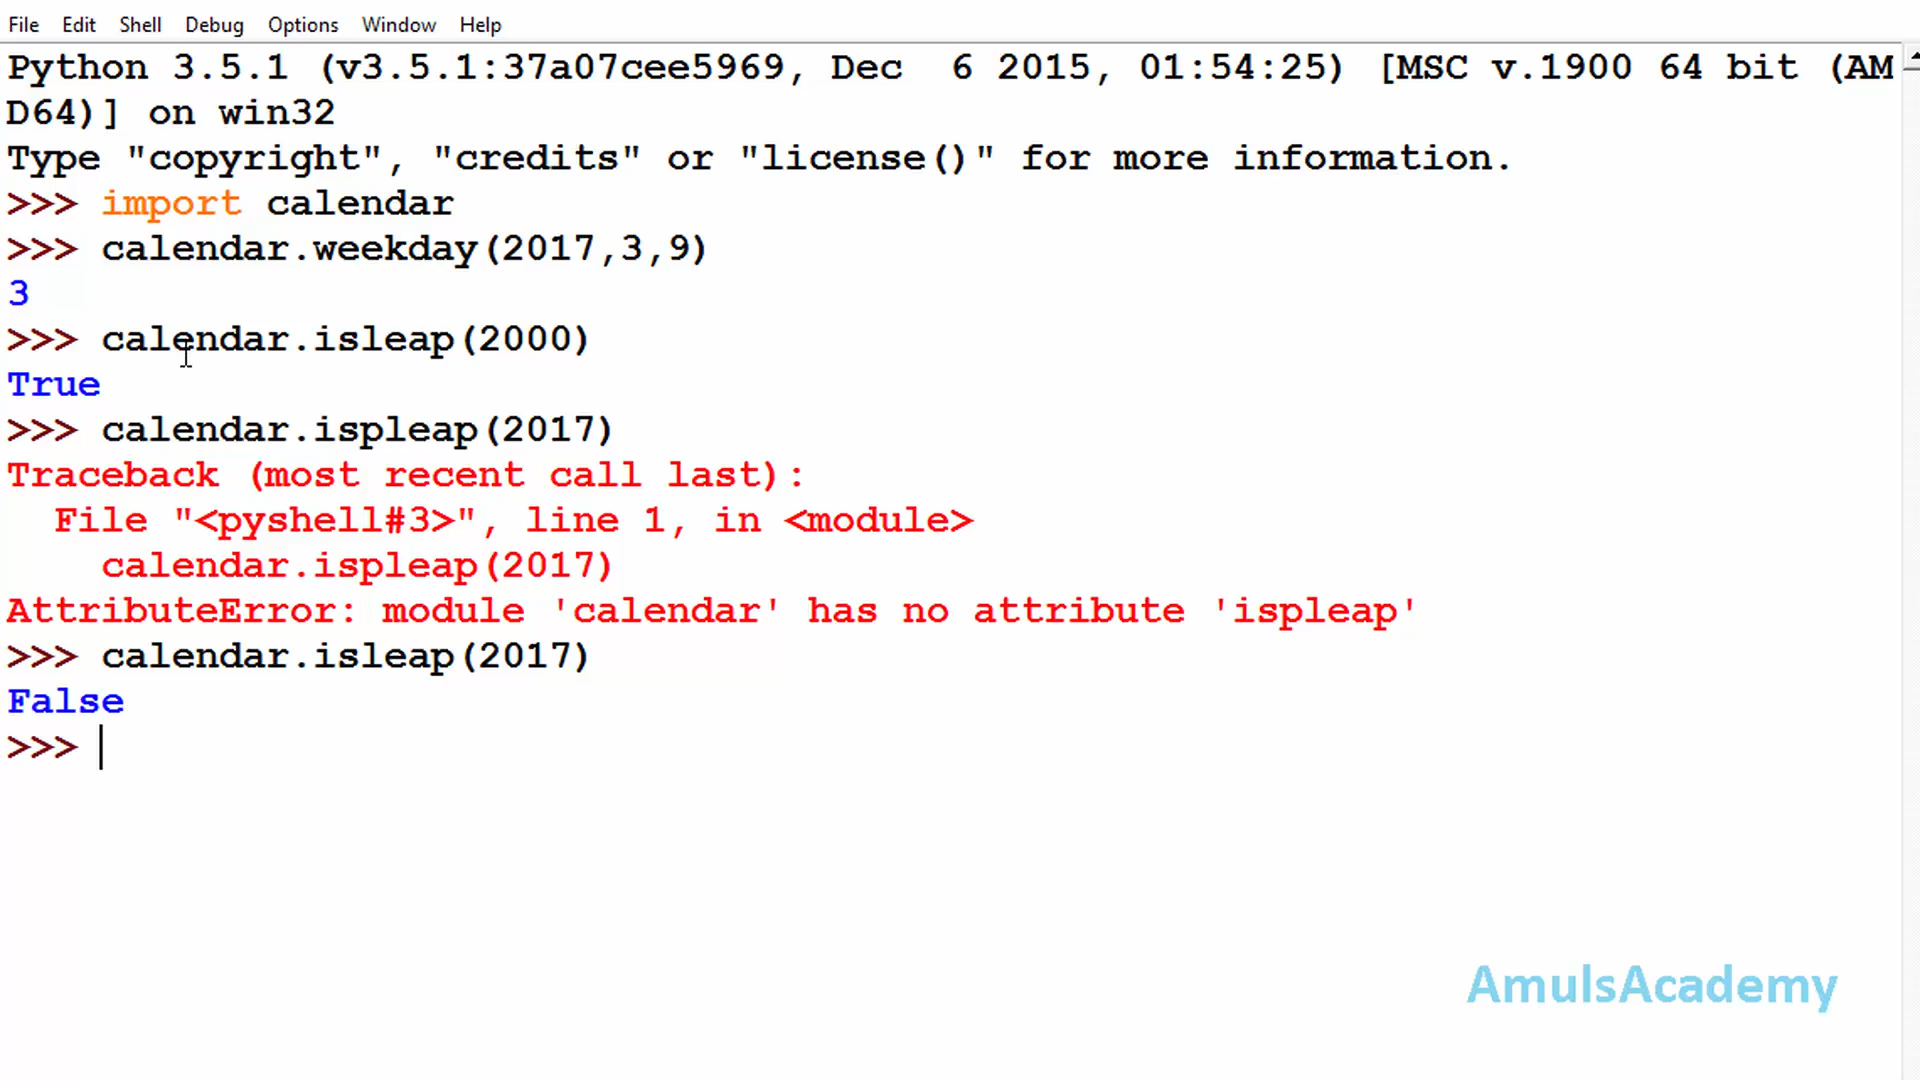 File Edit Shell Debug Options Window Help
Python 3.5.1 (v3.5.1:37a07cee5969, Dec  6 2015, 01:54:25) [MSC v.1900 64 bit (AM
D64)] on win32
Type "copyright", "credits" or "license()" for more information.
>>> import calendar
>>> calendar.weekday(2017,3,9)
3
>>> calendar.isleap(2000)
True
>>> calendar.ispleap(2017)
Traceback (most recent call last):
  File "<pyshell#3>", line 1, in <module>
    calendar.ispleap(2017)
AttributeError: module 'calendar' has no attribute 'ispleap'
>>> calendar.isleap(2017)
False
>>>
AmulsAcademy